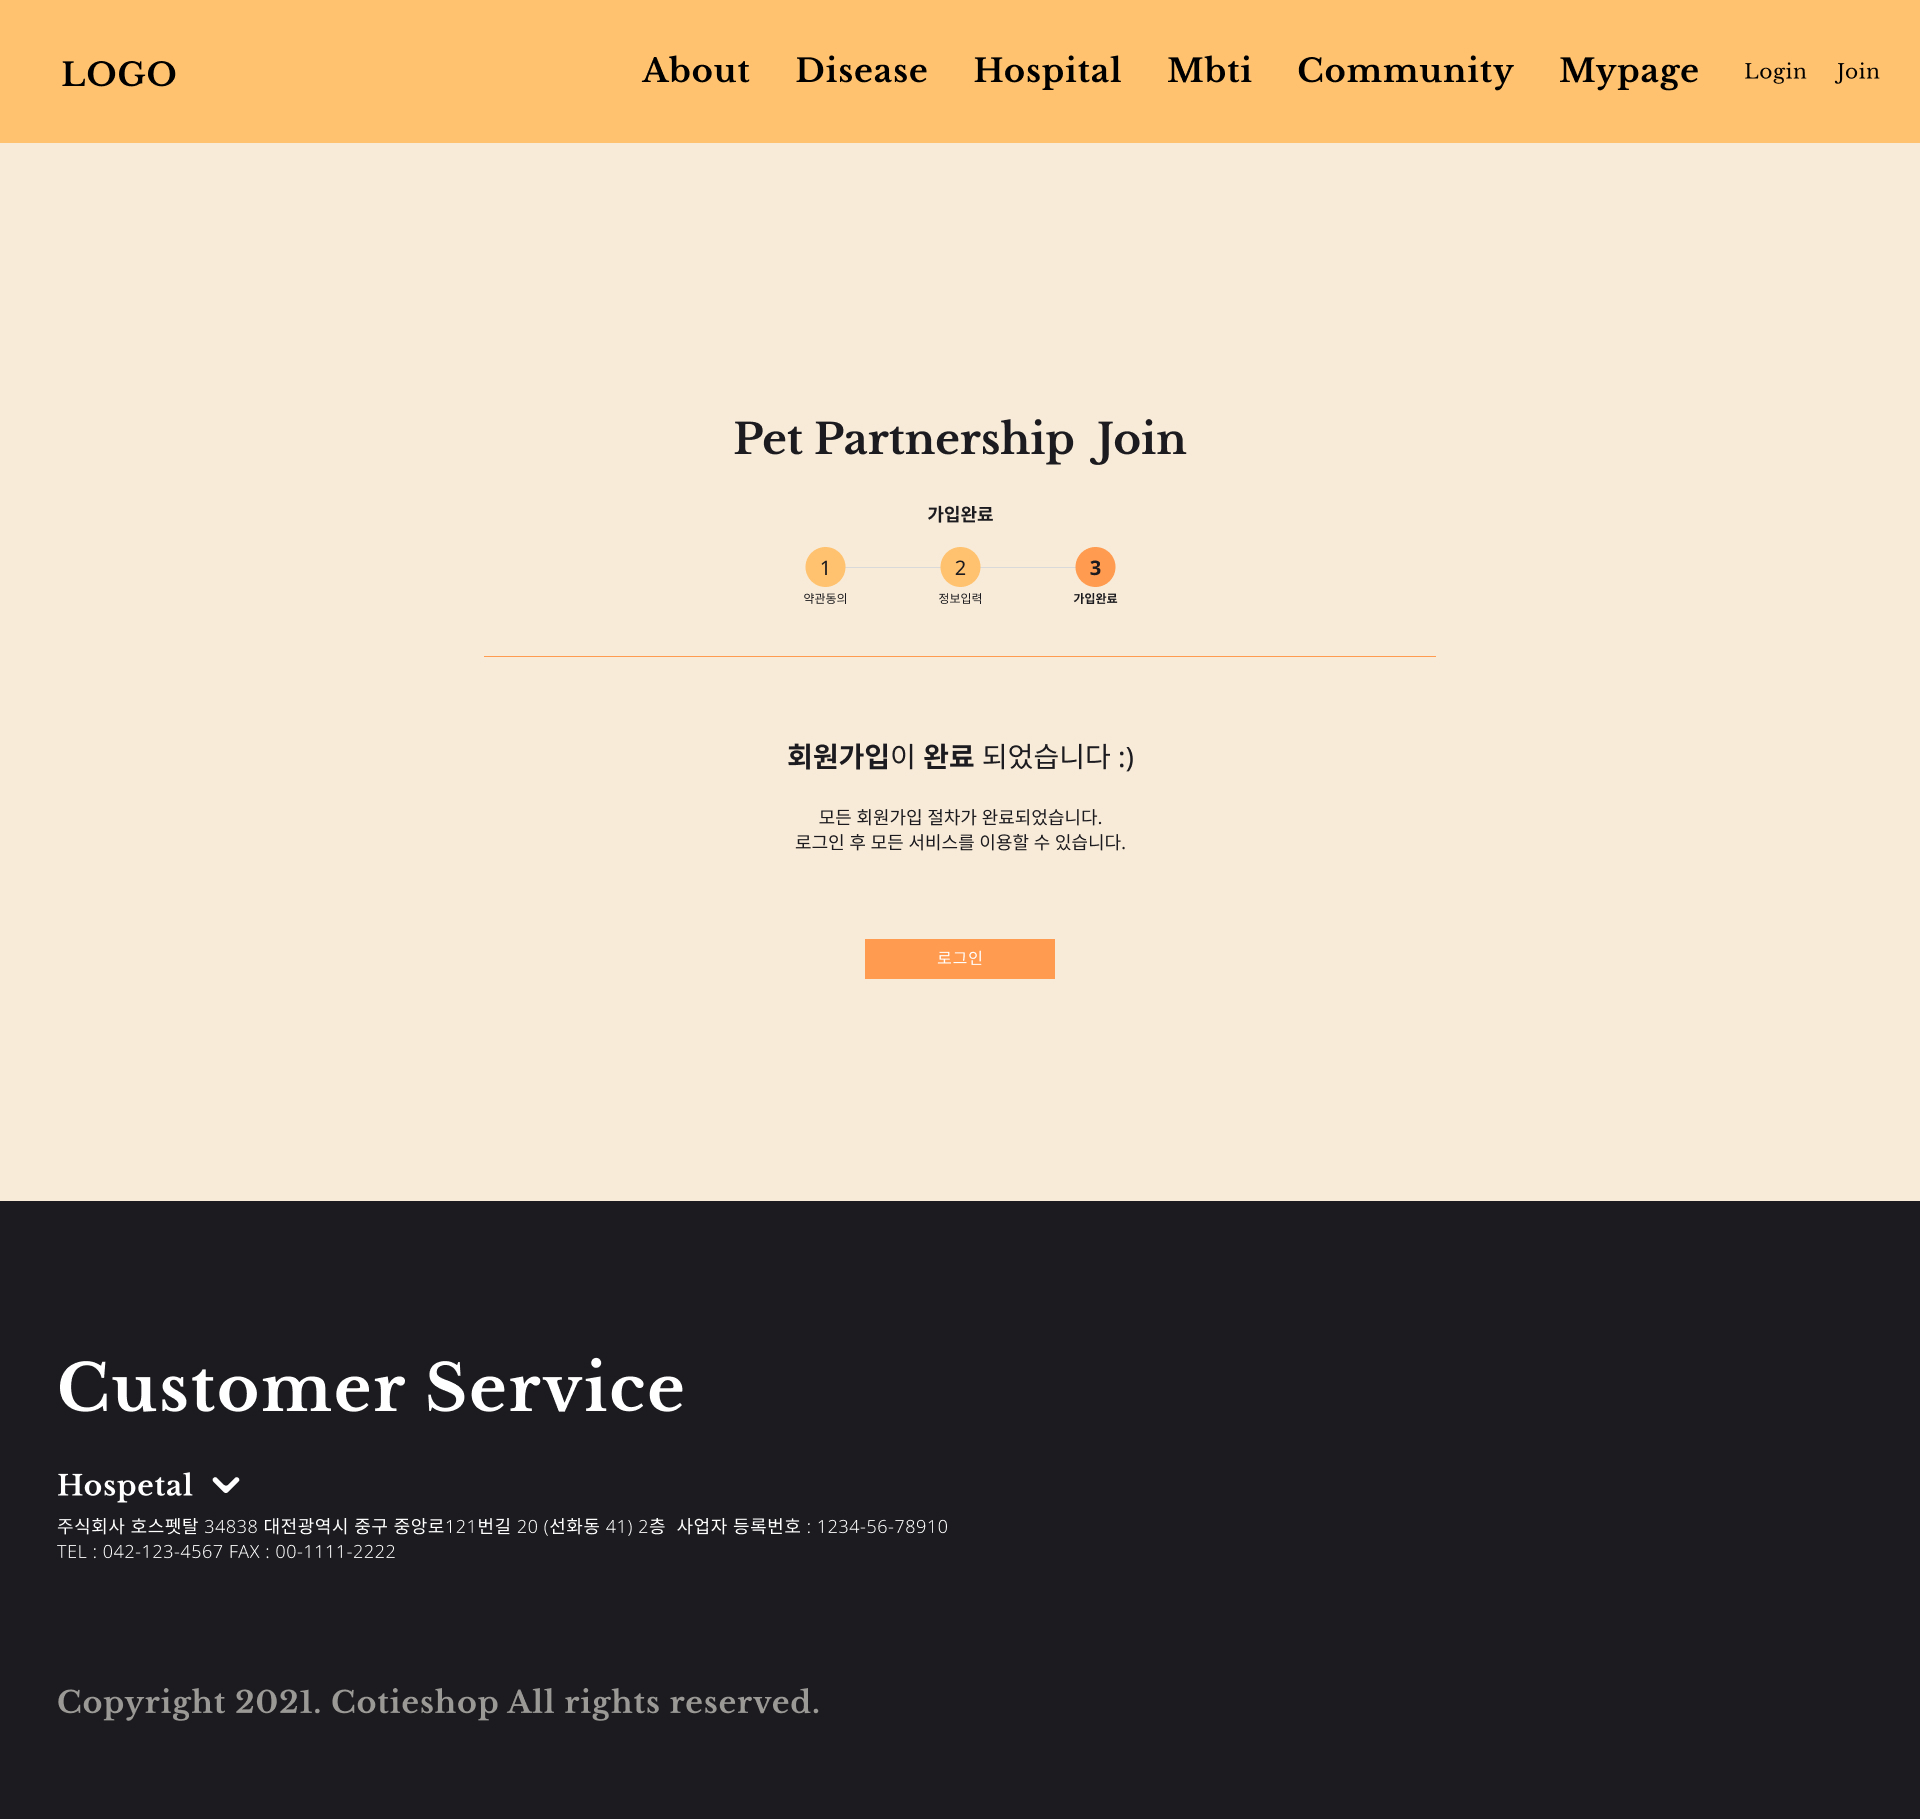 LOGO
About Disease Hospital Mbti Community Mypage Login Join
Pet Partnership Join
가입완료
1 2 3
약관동의 정보입력 가입완료
회원가입이 완료 되었습니다 :)
모든 회원가입 절차가 완료되었습니다.
로그인 후 모든 서비스를 이용할 수 있습니다.
로그인
Customer Service
Hospetal
주식회사 호스펫탈 34838 대전광역시 중구 중앙로121번길 20 (선화동 41) 2층 사업자 등록번호 : 1234-56-78910
TEL : 042-123-4567 FAX : 00-1111-2222
Copyright 2021. Cotieshop All rights reserved.